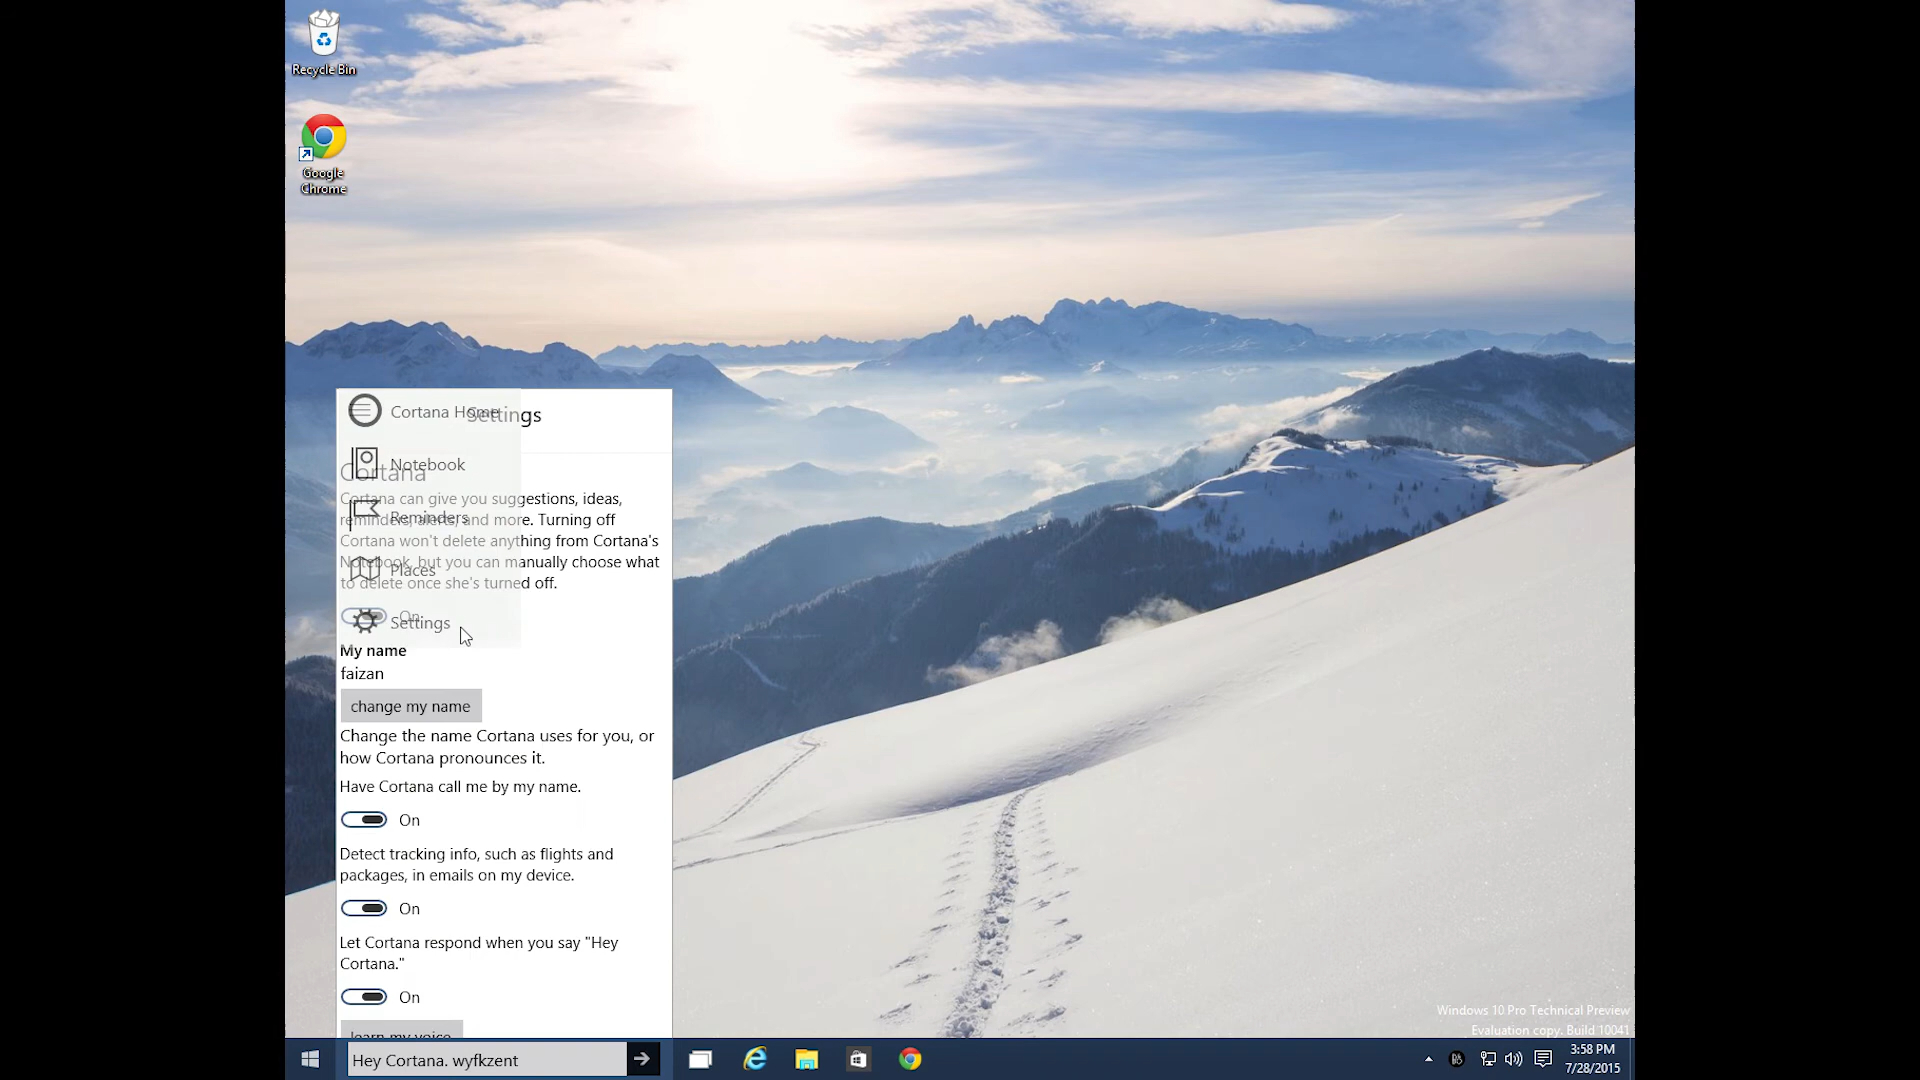 Recycle Bin
Google
Chrome
Cortana Home
Settings
Notebook
Cortana
Cortana can give you suggestions, ideas,
reminders, alerts, and more. Turning off
Reminders
Cortana won't delete anything from Cortana's
Notebook, but you can manually choose what
Places
to delete once she's turned off.
On
Settings
My name
faizan
change my name
Change the name Cortana uses for you, or
how Cortana pronounces it.
Have Cortana call me by my name.
On
Detect tracking info, such as flights and
packages, in emails on my device.
On
Let Cortana respond when you say "Hey
Cortana."
On
learn my voice
Windows 10 Pro Technical Preview
Evaluation copy. Build 10041
Hey Cortana. wyfkzent
3:58 PM
7/28/2015